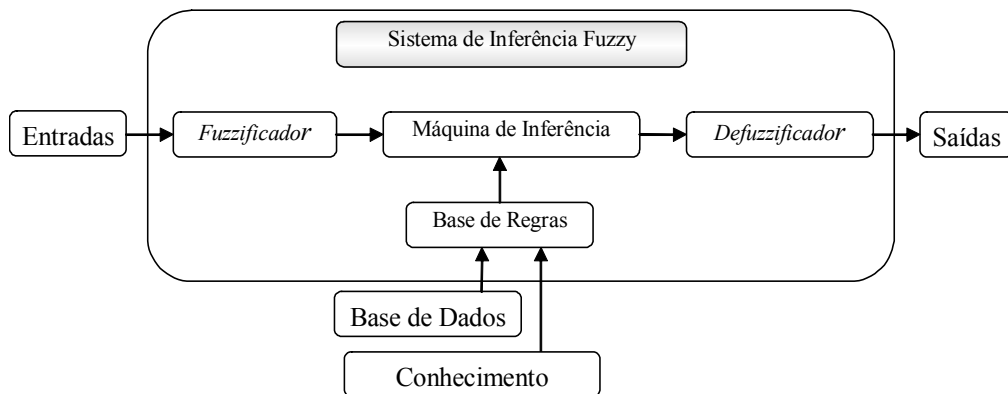 Sistema de Inferência Fuzzy
Entradas
Fuzzificador
Máquina de Inferência
Defuzzificador
Saídas
Base de Regras
Base de Dados
Conhecimento